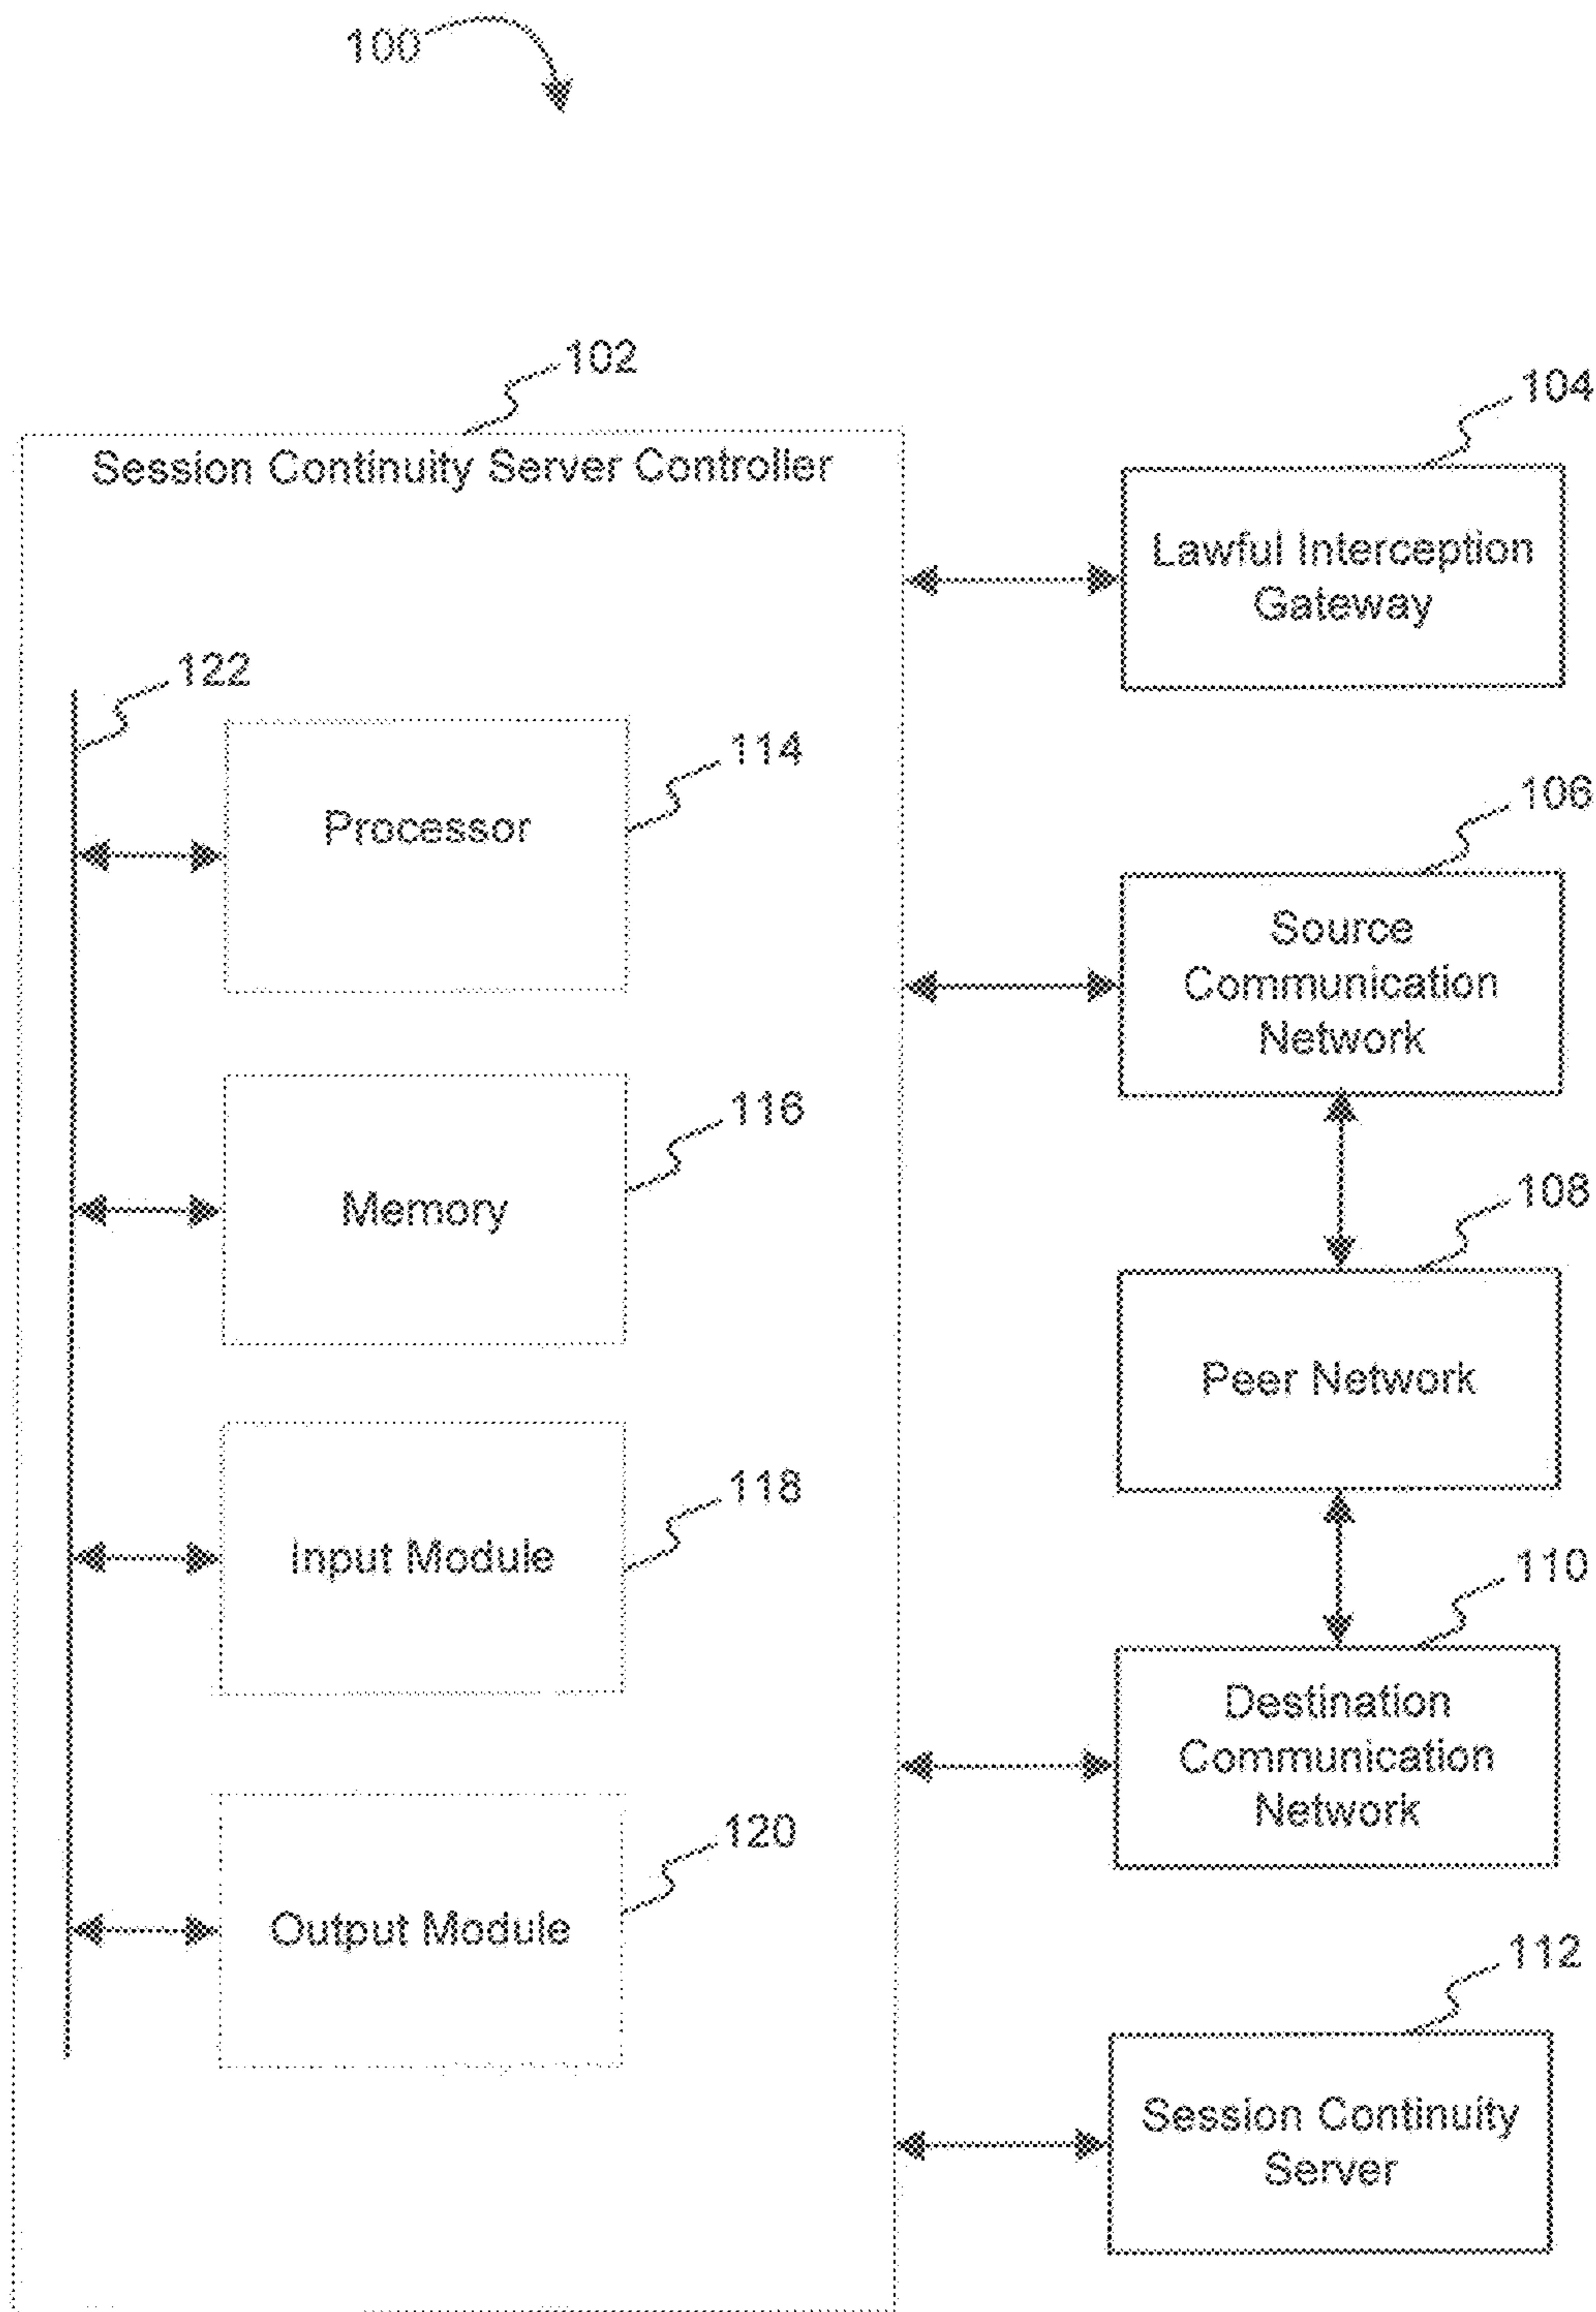 100
102
Session Continuity Server Controller
104
Lawful Interception
Gateway
122
114
Processor
106
Source
Communication
Network
116
Memory
108
Peer Network
118
Input Module
110
Destination
Communication
Network
120
Output Module
112
Session Continuity
Server